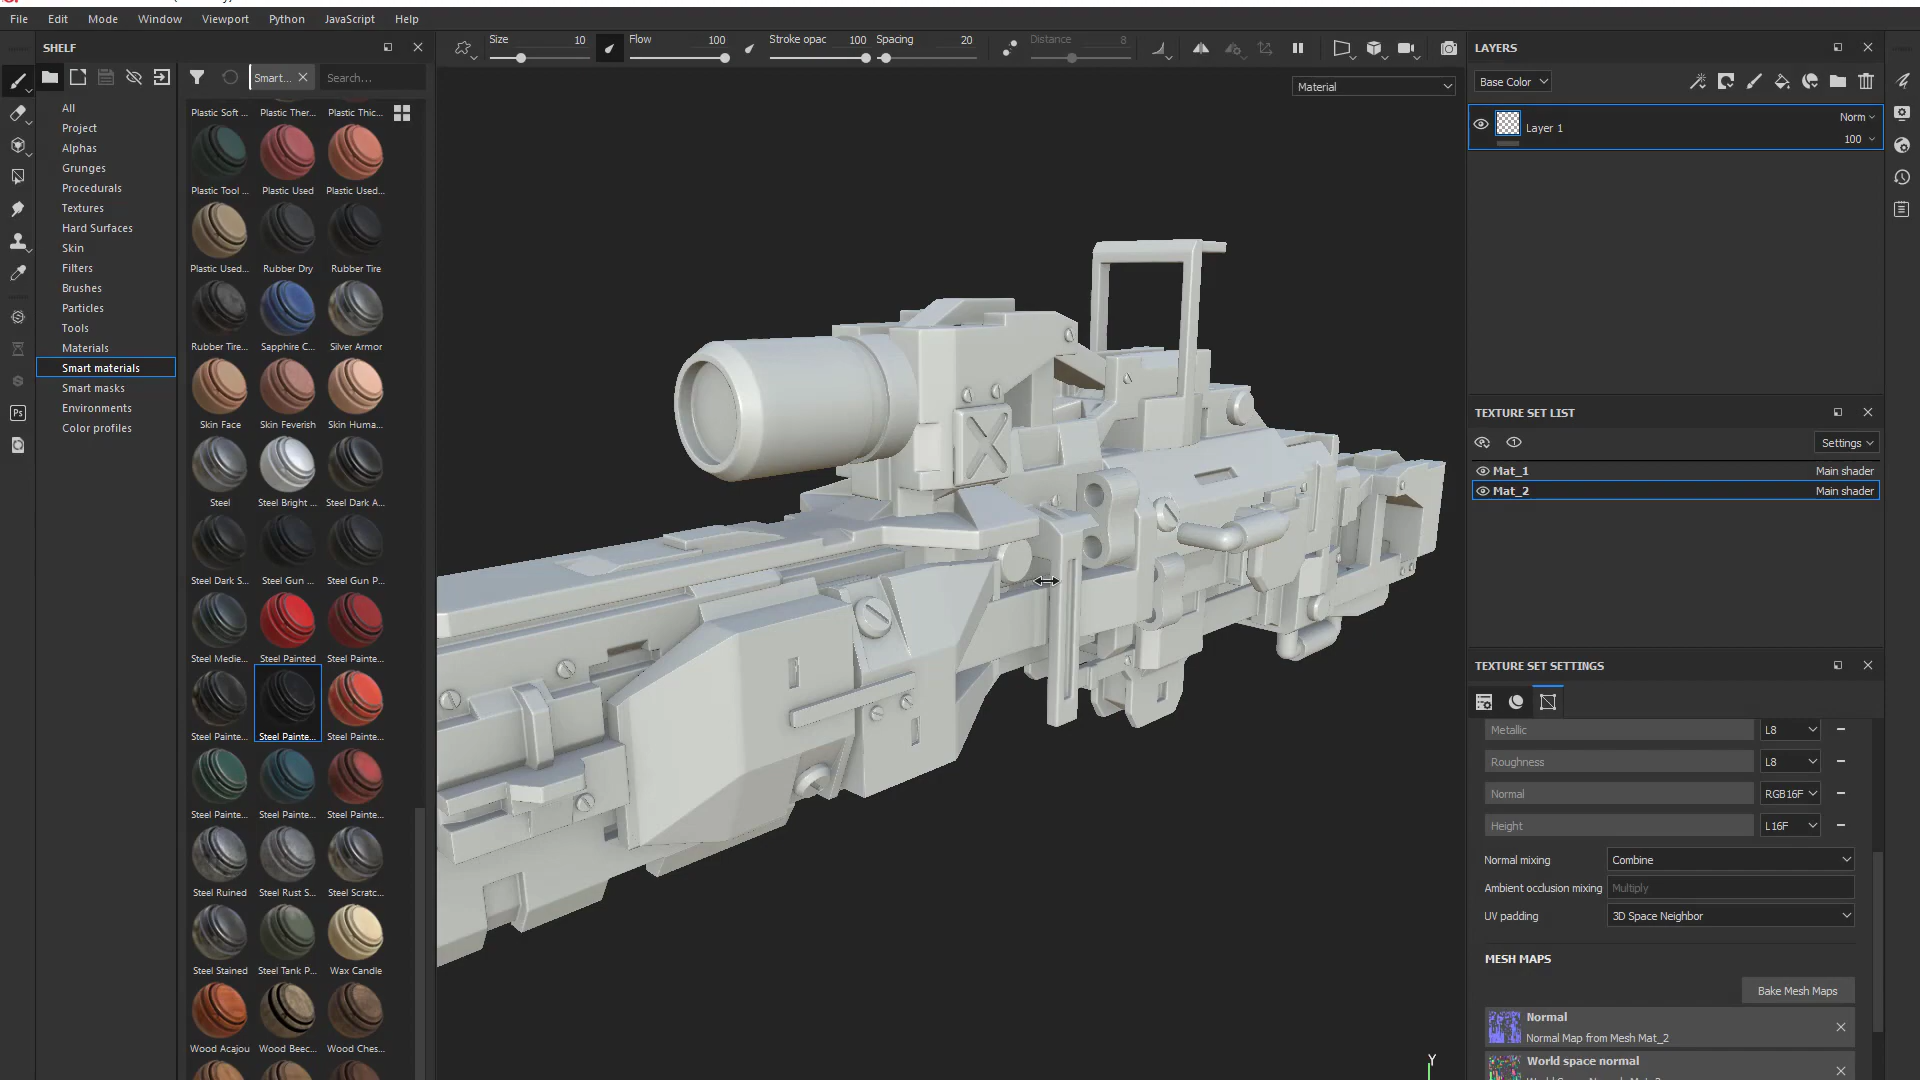 File Edit Mode Window Viewport Python JavaScript Help
SHELF
Size 10 Flow 100 Stroke opac 100 Spacing 20 Distance 8
Smart... Search...
Material
All
Project
Alphas
Grunges
Procedurals
Textures
Hard Surfaces
Skin
Filters
Brushes
Particles
Tools
Materials
Smart materials
Smart masks
Environments
Color profiles
Ps
Plastic Soft ... Plastic Ther... Plastic Thic...
Plastic Tool ... Plastic Used Plastic Used...
Plastic Used... Rubber Dry Rubber Tire
Rubber Tire... Sapphire C... Silver Armor
Skin Face Skin Feverish Skin Huma...
Steel Steel Bright ... Steel Dark A...
Steel Dark S... Steel Gun ... Steel Gun P...
Steel Medie... Steel Painted Steel Painte...
Steel Painte... Steel Painte... Steel Painte...
Steel Painte... Steel Painte... Steel Painte...
Steel Ruined Steel Rust S... Steel Scratc...
Steel Stained Steel Tank P... Wax Candle
Wood Acajou Wood Beec... Wood Ches...
Y
LAYERS
Base Color
Layer 1
Norm
100
TEXTURE SET LIST
Settings
Mat_1 Main shader
Mat_2 Main shader
TEXTURE SET SETTINGS
Metallic L8
Roughness L8
Normal RGB16F
Height L16F
Normal mixing Combine
Ambient occlusion mixing Multiply
UV padding 3D Space Neighbor
MESH MAPS
Bake Mesh Maps
Normal
Normal Map from Mesh Mat_2
World space normal